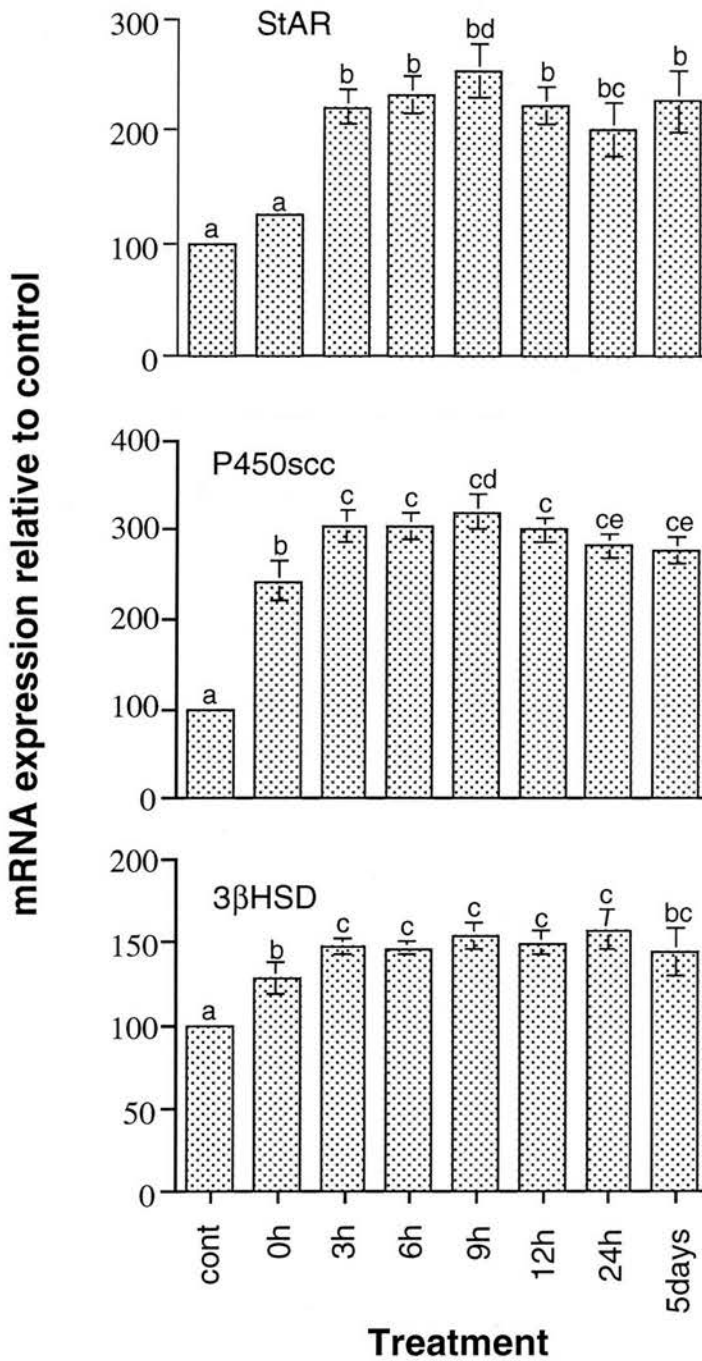 mRNA expression relative to control
StAR
300
200
100
0
a
a
b
b
bd
b
bc
b
P450scc
400
300
200
100
0
a
b
c
c
cd
c
ce
ce
3βHSD
200
150
100
50
0
a
b
c
c
c
c
c
bc
cont
0h
3h
6h
9h
12h
24h
5days
Treatment